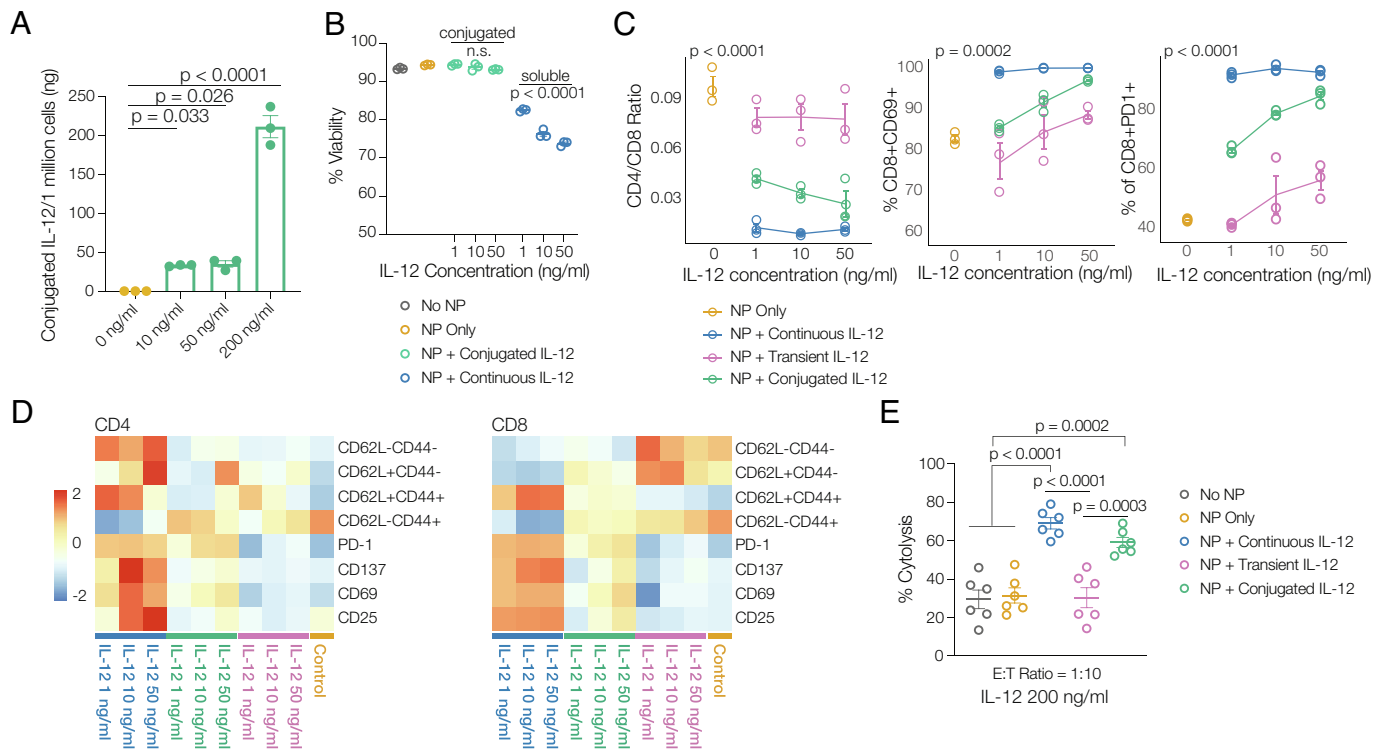 A
Conjugated IL-12/1 million cells (ng)
250
200
150
100
50
0
p < 0.0001
p = 0.026
p = 0.033
0 ng/ml
10 ng/ml
50 ng/ml
200 ng/ml
B
% Viability
100
90
80
70
60
50
conjugated
n.s.
soluble
p < 0.0001
1 10 50 1 10 50
IL-12 Concentration (ng/ml)
No NP
NP Only
NP + Conjugated IL-12
NP + Continuous IL-12
C
p < 0.0001
CD4/CD8 Ratio
0.09
0.06
0.03
0 1 10 50
IL-12 concentration (ng/ml)
p = 0.0002
% CD8+CD69+
100
90
80
70
60
0 1 10 50
IL-12 concentration (ng/ml)
p < 0.0001
% of CD8+PD1+
80
60
40
0 1 10 50
IL-12 concentration (ng/ml)
NP Only
NP + Continuous IL-12
NP + Transient IL-12
NP + Conjugated IL-12
D
CD4
2
0
-2
CD62L-CD44-
CD62L+CD44-
CD62L+CD44+
CD62L-CD44+
PD-1
CD137
CD69
CD25
IL-12 1 ng/ml
IL-12 10 ng/ml
IL-12 50 ng/ml
IL-12 1 ng/ml
IL-12 10 ng/ml
IL-12 50 ng/ml
IL-12 1 ng/ml
IL-12 10 ng/ml
IL-12 50 ng/ml
Control
CD8
CD62L-CD44-
CD62L+CD44-
CD62L+CD44+
CD62L-CD44+
PD-1
CD137
CD69
CD25
IL-12 1 ng/ml
IL-12 10 ng/ml
IL-12 50 ng/ml
IL-12 1 ng/ml
IL-12 10 ng/ml
IL-12 50 ng/ml
IL-12 1 ng/ml
IL-12 10 ng/ml
IL-12 50 ng/ml
Control
E
p = 0.0002
p < 0.0001
p < 0.0001
p = 0.0003
% Cytolysis
100
80
60
40
20
0
E:T Ratio = 1:10
IL-12 200 ng/ml
No NP
NP Only
NP + Continuous IL-12
NP + Transient IL-12
NP + Conjugated IL-12